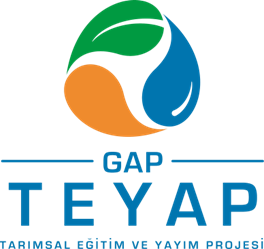 GAP
TEYAP
TARIMSAL EĞİTİM VE YAYIM PROJESİ